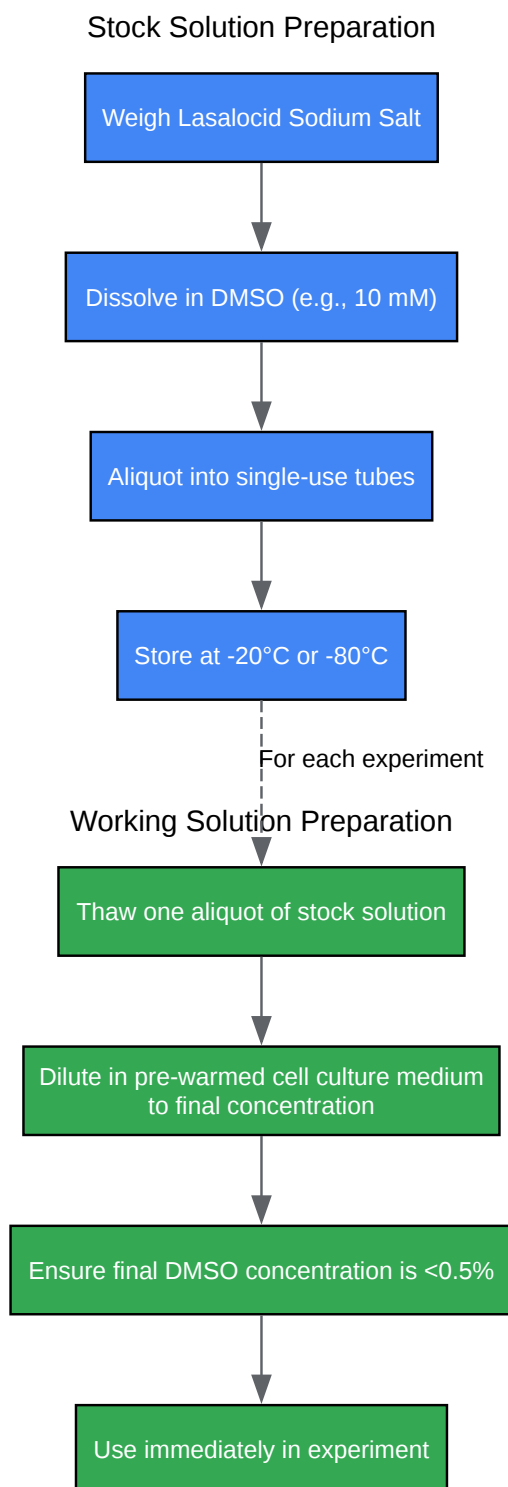 Stock Solution Preparation
Weigh Lasalocid Sodium Salt
Dissolve in DMSO (e.g., 10 mM)
Aliquot into single-use tubes
Store at -20°C or -80°C
For each experiment
Working Solution Preparation
Thaw one aliquot of stock solution
Dilute in pre-warmed cell culture medium
to final concentration
Ensure final DMSO concentration is <0.5%
Use immediately in experiment